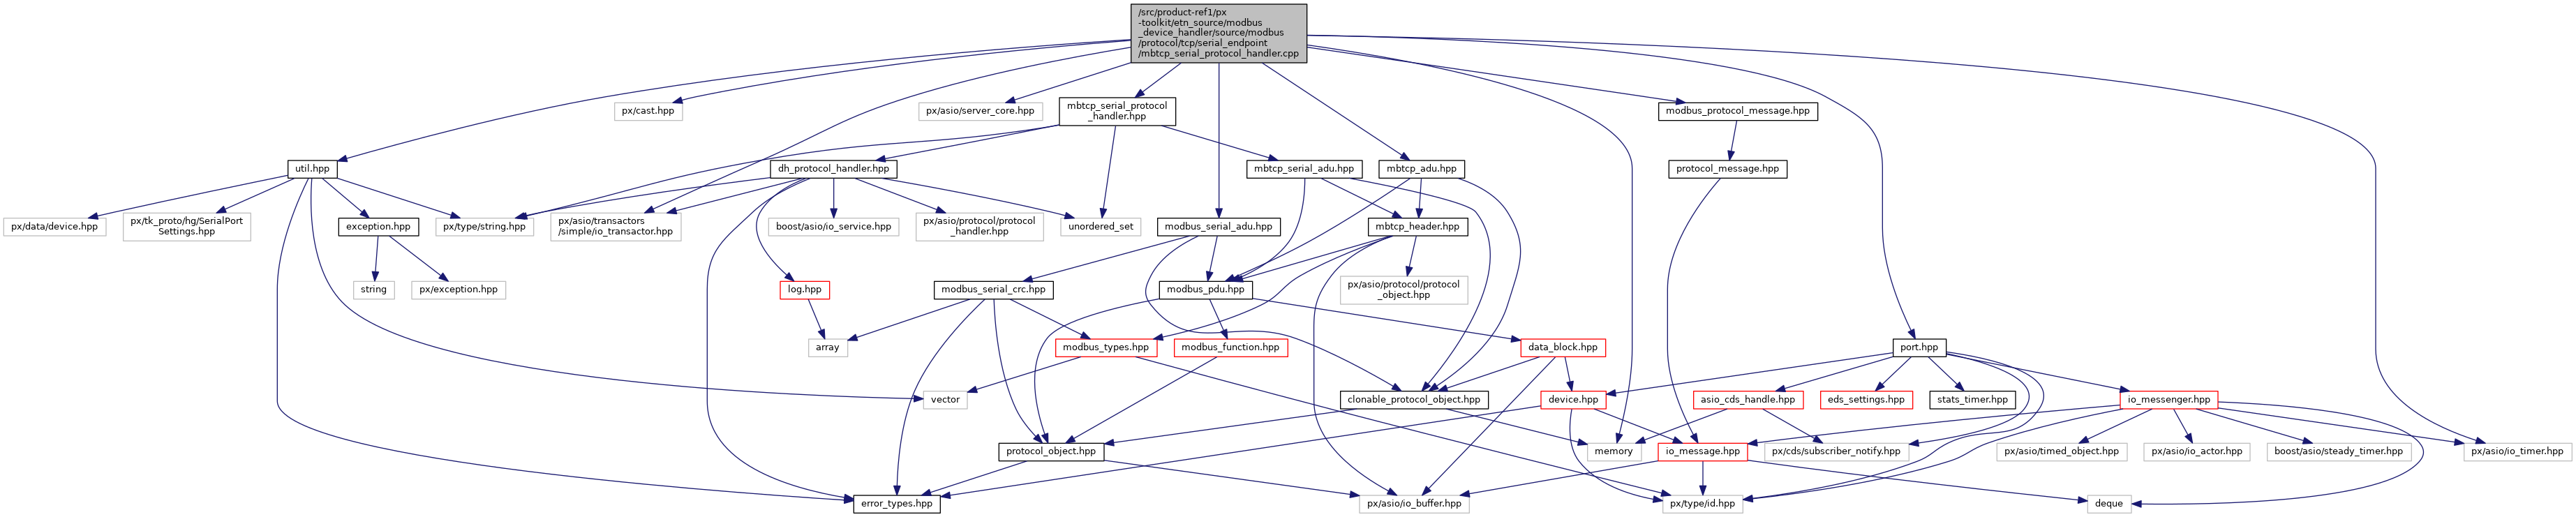 /src/product-ref1/px
-toolkit/etn_source/modbus
_device_handler/source/modbus
/protocol/tcp/serial_endpoint
/mbtcp_serial_protocol_handler.cpp
px/cast.hpp
px/asio/server_core.hpp
mbtcp_serial_protocol
_handler.hpp
modbus_protocol_message.hpp
util.hpp
dh_protocol_handler.hpp
mbtcp_serial_adu.hpp
mbtcp_adu.hpp
protocol_message.hpp
px/data/device.hpp
px/tk_proto/hg/SerialPort
Settings.hpp
exception.hpp
px/type/string.hpp
px/asio/transactors
/simple/io_transactor.hpp
boost/asio/io_service.hpp
px/asio/protocol/protocol
_handler.hpp
unordered_set
modbus_serial_adu.hpp
mbtcp_header.hpp
string
px/exception.hpp
log.hpp
modbus_serial_crc.hpp
modbus_pdu.hpp
px/asio/protocol/protocol
_object.hpp
array
modbus_types.hpp
modbus_function.hpp
data_block.hpp
port.hpp
vector
clonable_protocol_object.hpp
device.hpp
asio_cds_handle.hpp
eds_settings.hpp
stats_timer.hpp
io_messenger.hpp
protocol_object.hpp
memory
io_message.hpp
px/cds/subscriber_notify.hpp
px/asio/timed_object.hpp
px/asio/io_actor.hpp
boost/asio/steady_timer.hpp
px/asio/io_timer.hpp
error_types.hpp
px/asio/io_buffer.hpp
px/type/id.hpp
deque